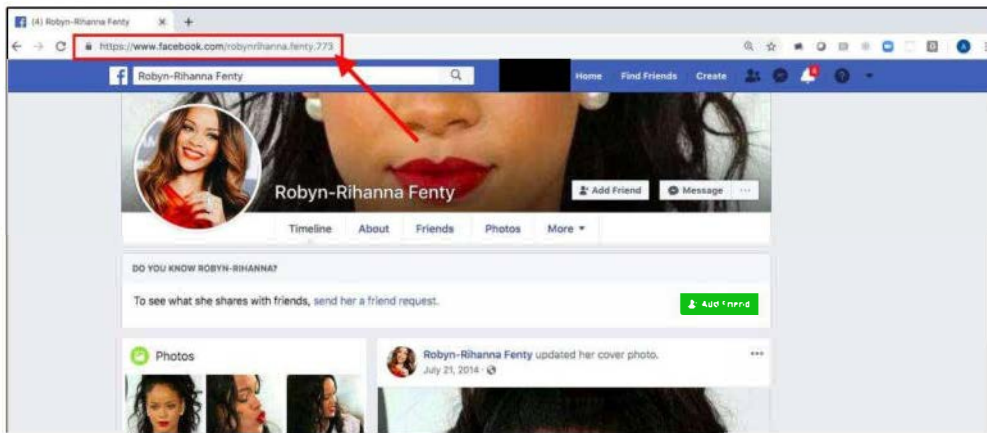 (4) Robyn-Rihanna Fenty
https://www.facebook.com/robynrihanna.fenty.773
Robyn-Rihanna Fenty
Home Find Friends Create
Robyn-Rihanna Fenty
Add Friend Message
Timeline About Friends Photos More
DO YOU KNOW ROBYN-RIHANNA?
To see what she shares with friends, send her a friend request.
Add Friend
Photos
Robyn-Rihanna Fenty updated her cover photo.
July 21, 2014